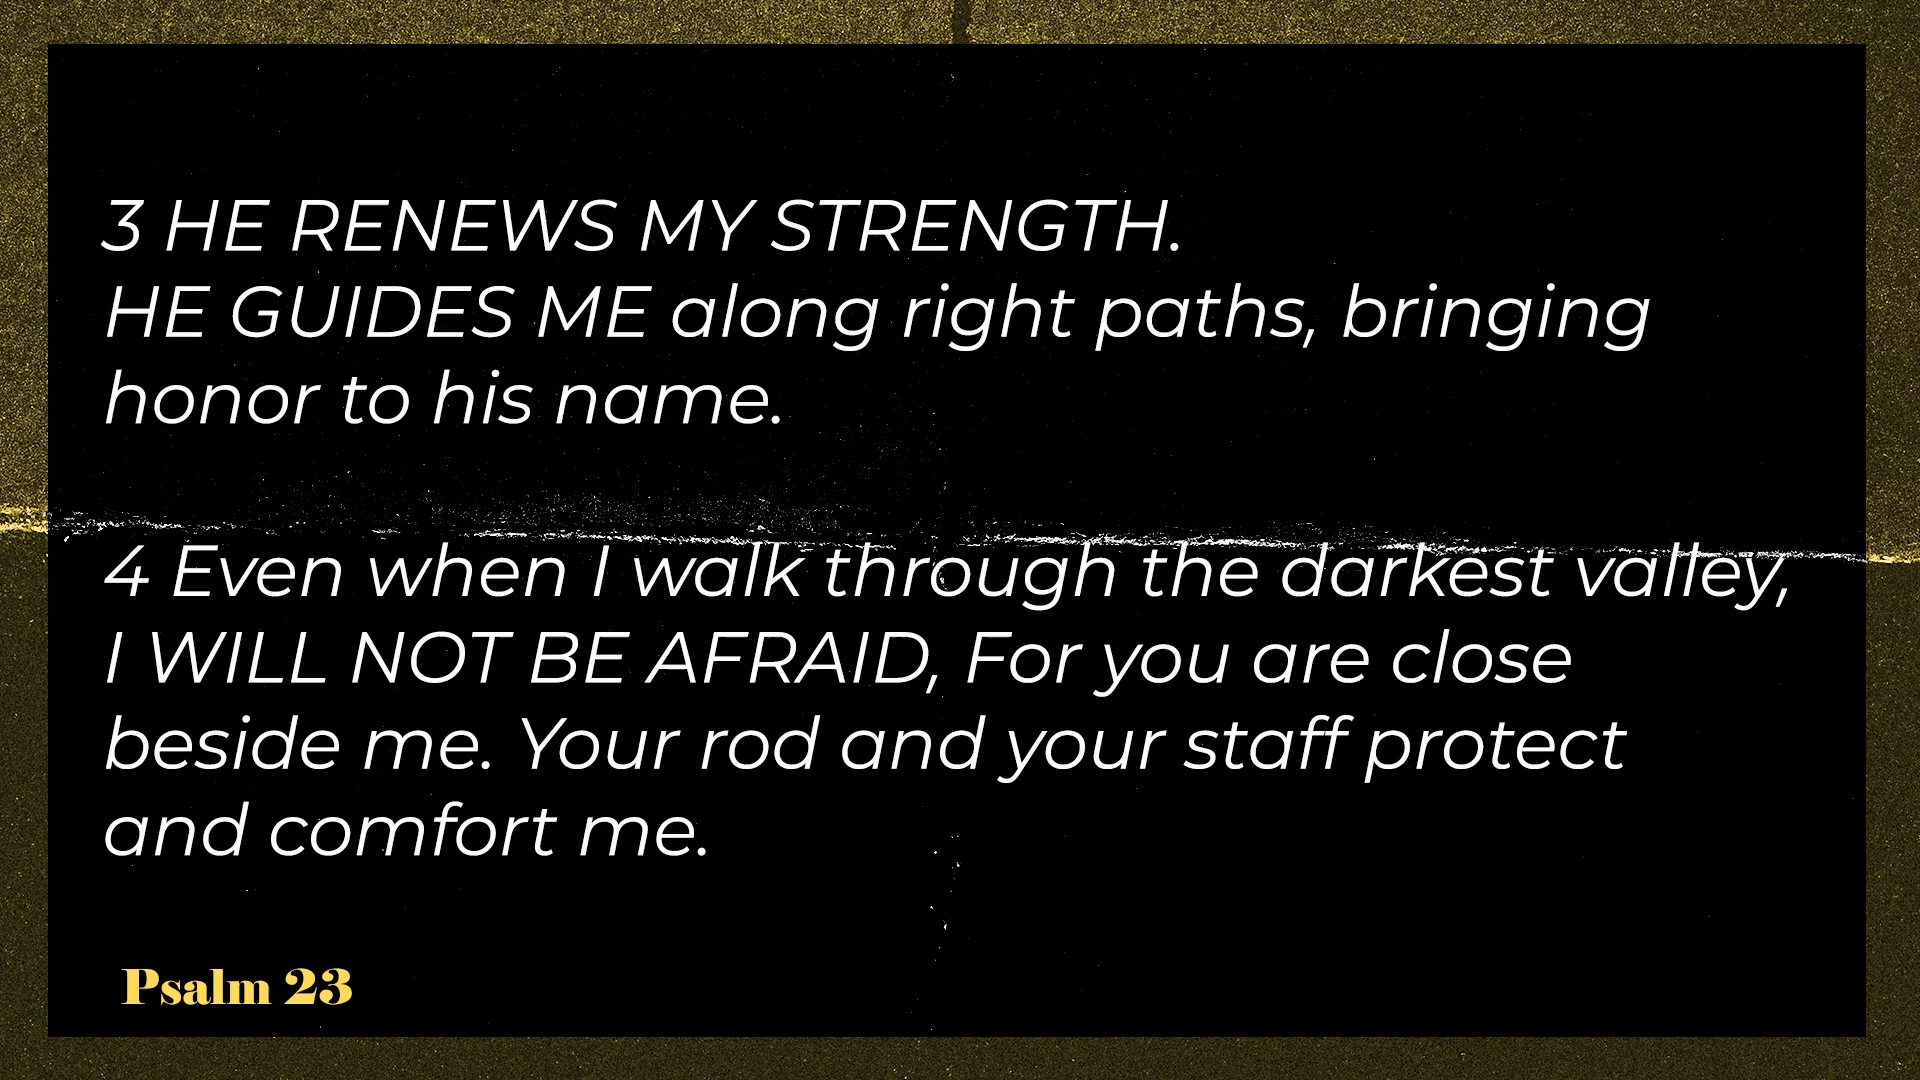 3 HE RENEWS MY STRENGTH.
HE GUIDES ME along right paths, bringing
honor to his name.
4 Even when I walk through the darkest valley,
I WILL NOT BE AFRAID, For you are close
beside me. Your rod and your staff protect
and comfort me.
Psalm 23